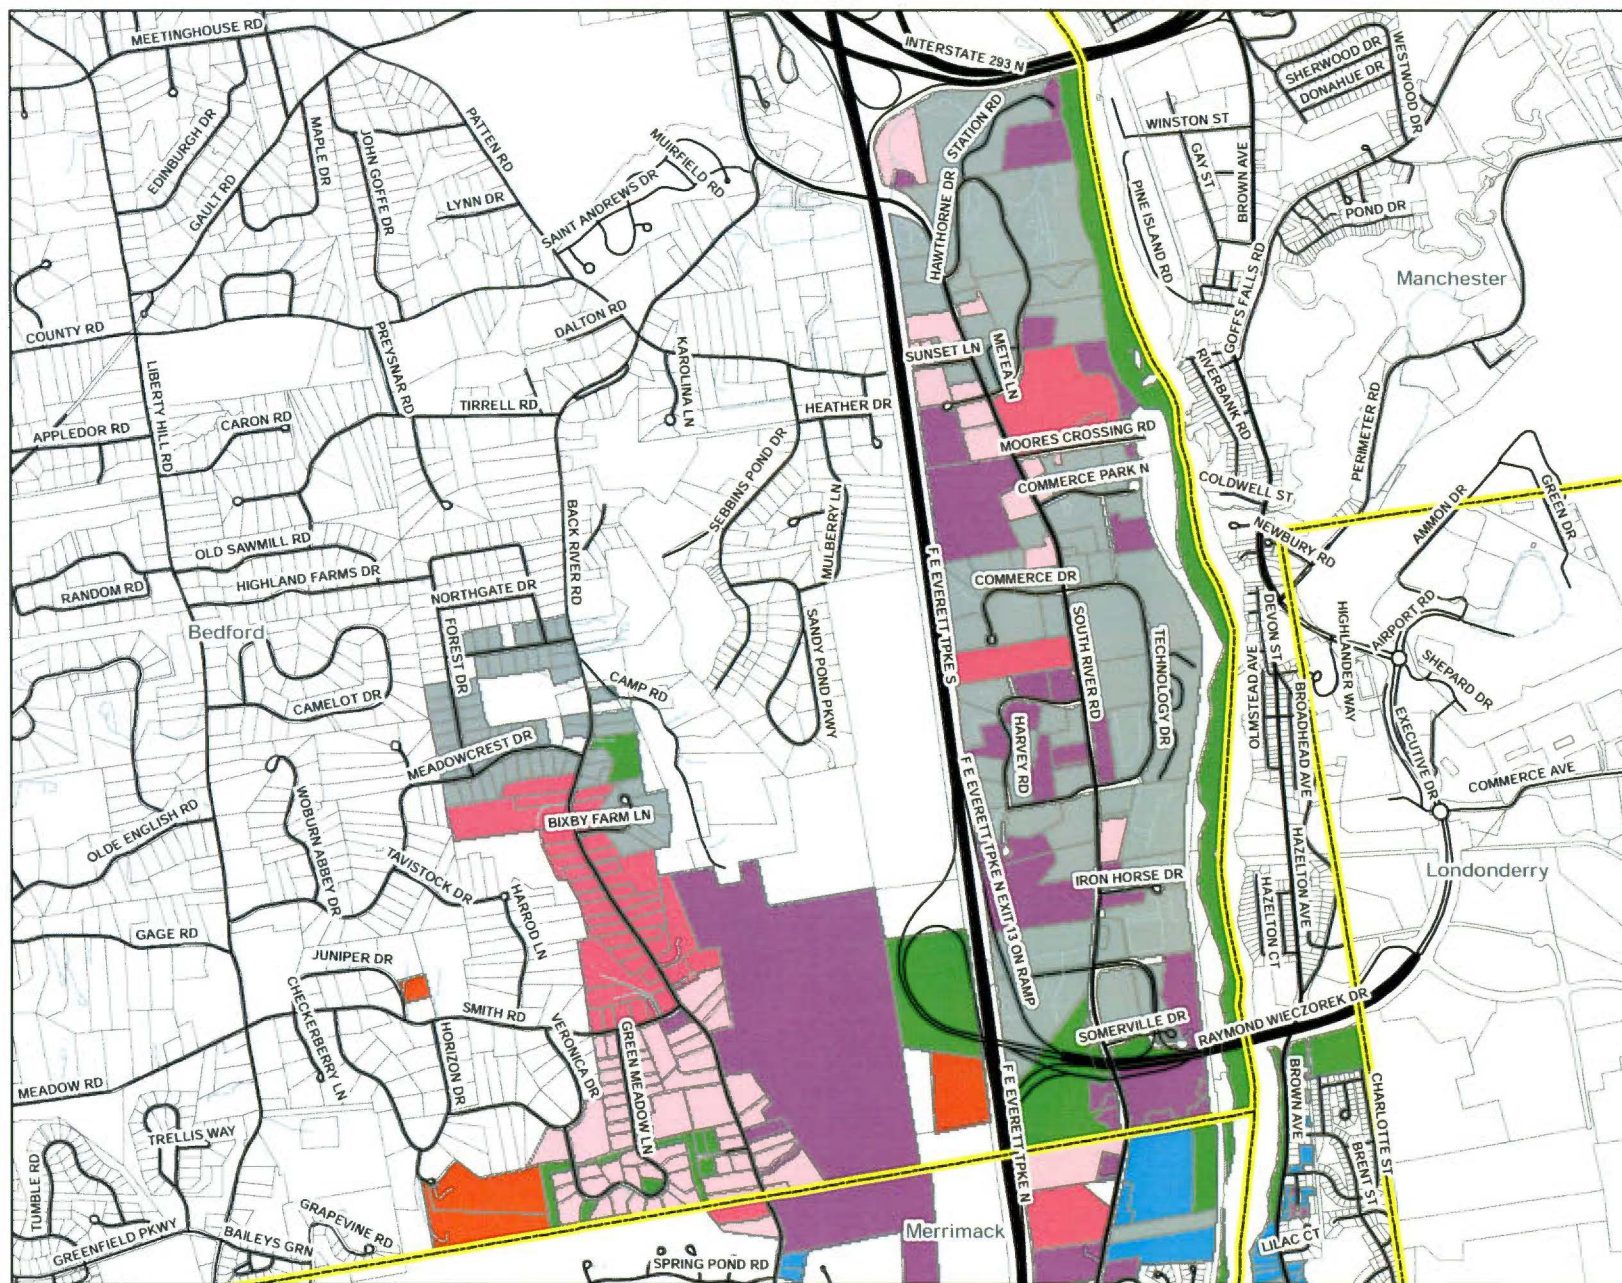 MEETINGHOUSE RD
INTERSTATE 293 N
SHERWOOD DR
DONAHUE DR
WESTWOOD DR
EDINBURGH DR
MAPLE DR
JOHN GOFFE DR
PATTEN RD
MUIRFIELD RD
STATION RD
WINSTON ST
GAY ST
BROWN AVE
GAULT RD
LYNN DR
SAINT ANDREWS DR
HAWTHORNE DR
PINE ISLAND RD
POND DR
GOFFS FALLS RD
Manchester
COUNTY RD
PREYSNAR RD
DALTON RD
KAROLINA LN
SUNSET LN
METEA LN
RIVERBANK RD
PERIMETER RD
LIBERTY HILL RD
TIRRELL RD
HEATHER DR
APPLEDOR RD
CARON RD
MOORES CROSSING RD
COMMERCE PARK N
COLDWELL ST
AMMON DR
GREEN DR
BACK RIVER RD
SEBBINS POND DR
MULBERRY LN
NEWBURY RD
OLD SAWMILL RD
HIGHLAND FARMS DR
RANDOM RD
NORTHGATE DR
COMMERCE DR
F E EVERETT TPKE S
SOUTH RIVER RD
TECHNOLOGY DR
DEVON ST
HIGHLANDER WAY
AIRPORT RD
Bedford
FOREST DR
SANDY POND PKWY
SHEPARD DR
CAMELOT DR
CAMP RD
HARVEY RD
OLMSTEAD AVE
BROADHEAD AVE
EXECUTIVE DR
MEADOWCREST DR
COMMERCE AVE
OLDE ENGLISH RD
WOBURN ABBEY DR
BIXBY FARM LN
F E EVERETT TPKE N EXIT 13 ON RAMP
HAZELTON AVE
TAVISTOCK DR
HARROD LN
IRON HORSE DR
Londonderry
HAZELTON CT
GAGE RD
JUNIPER DR
CHECKERBERRY LN
SMITH RD
HORIZON DR
VERONICA DR
GREEN MEADOW LN
SOMERVILLE DR
RAYMOND WIECZOREK DR
MEADOW RD
F E EVERETT TPKE N
BROWN AVE
CHARLOTTE ST
TRELLIS WAY
BRENT ST
TUMBLE RD
GREENFIELD PKWY
BAILEYS GRN
GRAPEVINE RD
Merrimack
LILAC CT
SPRING POND RD